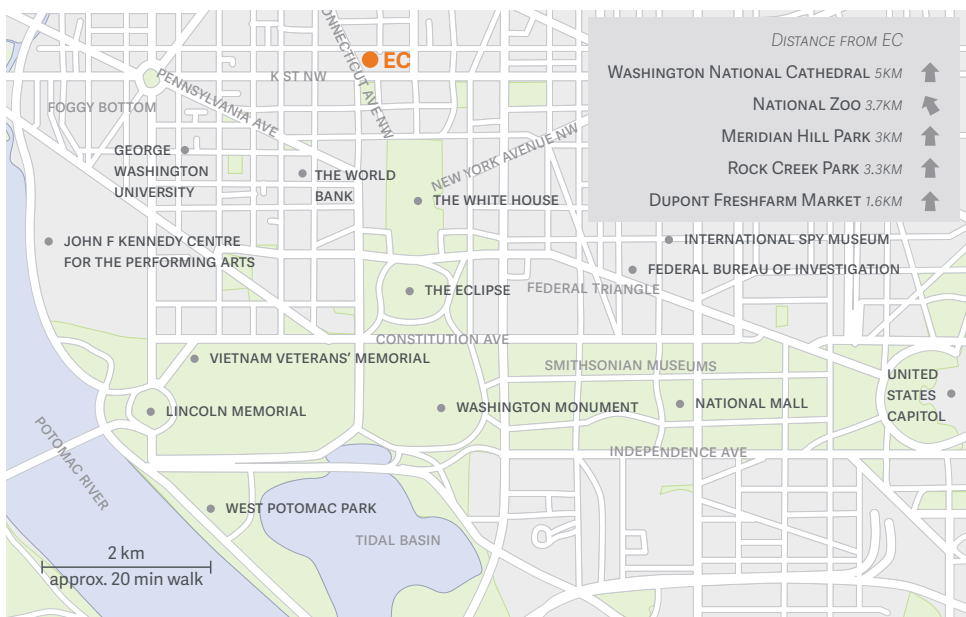 CONNECTICUT AVE NW
EC
K ST NW
PENNSYLVANIA AVE
FOGGY BOTTOM
GEORGE
WASHINGTON
UNIVERSITY
THE WORLD
BANK
NEW YORK AVENUE NW
THE WHITE HOUSE
DISTANCE FROM EC
WASHINGTON NATIONAL CATHEDRAL 5KM
NATIONAL ZOO 3.7KM
MERIDIAN HILL PARK 3KM
ROCK CREEK PARK 3.3KM
DUPONT FRESHFARM MARKET 1.6KM
JOHN F KENNEDY CENTRE
FOR THE PERFORMING ARTS
INTERNATIONAL SPY MUSEUM
FEDERAL BUREAU OF INVESTIGATION
THE ECLIPSE
FEDERAL TRIANGLE
CONSTITUTION AVE
VIETNAM VETERANS' MEMORIAL
SMITHSONIAN MUSEUMS
UNITED
STATES
CAPITOL
LINCOLN MEMORIAL
WASHINGTON MONUMENT
NATIONAL MALL
POTOMAC RIVER
INDEPENDENCE AVE
WEST POTOMAC PARK
TIDAL BASIN
2 km
approx. 20 min walk